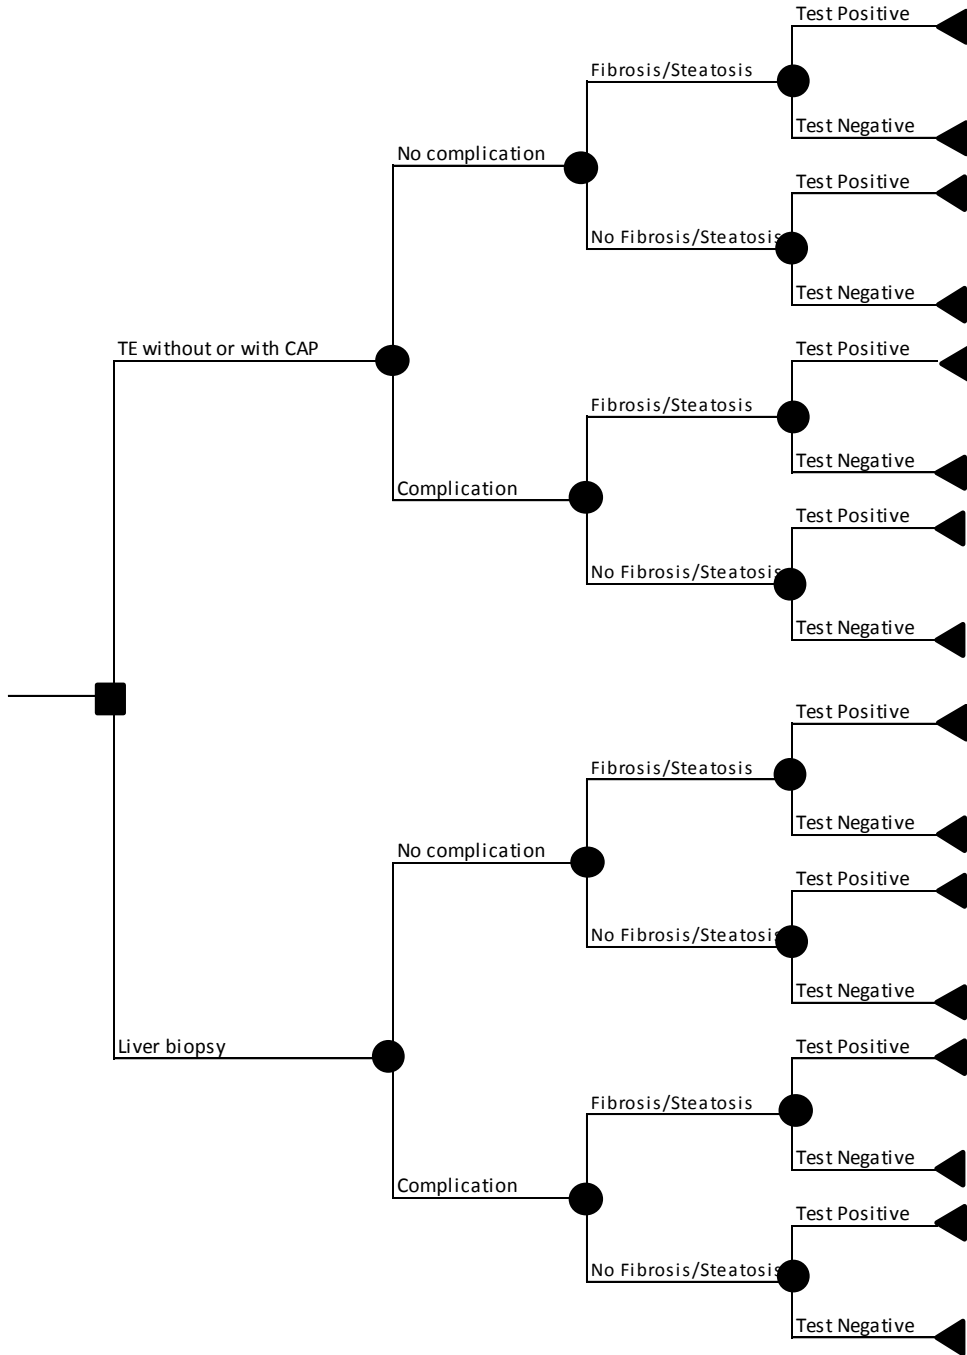 Test Positive
Fibrosis/Steatosis
Test Negative
No complication
Test Positive
No Fibrosis/Steatosis
Test Negative
TE without or with CAP
Test Positive
Fibrosis/Steatosis
Test Negative
Complication
Test Positive
No Fibrosis/Steatosis
Test Negative
Test Positive
Fibrosis/Steatosis
Test Negative
No complication
Test Positive
No Fibrosis/Steatosis
Test Negative
Liver biopsy
Test Positive
Fibrosis/Steatosis
Test Negative
Complication
Test Positive
No Fibrosis/Steatosis
Test Negative